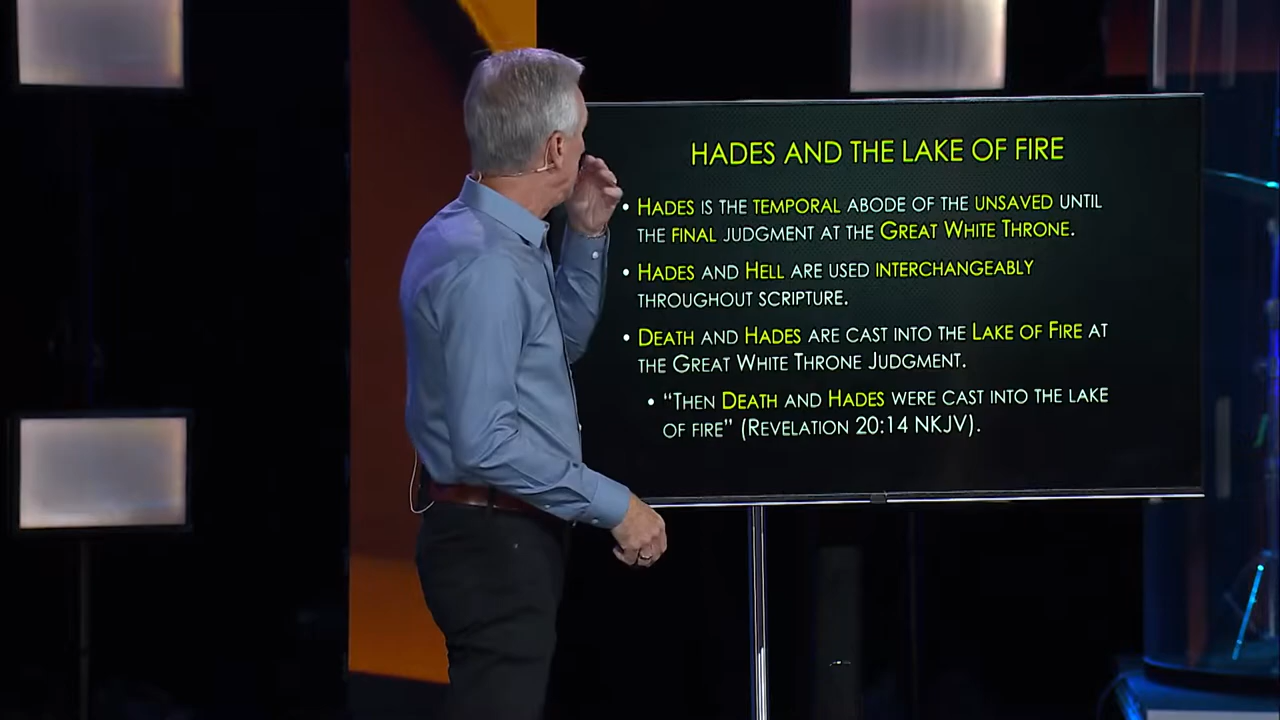 HADES AND THE LAKE OF FIRE
• HADES IS THE TEMPORAL ABODE OF THE UNSAVED UNTIL
THE FINAL JUDGMENT AT THE GREAT WHITE THRONE.
• HADES AND HELL ARE USED INTERCHANGEABLY
THROUGHOUT SCRIPTURE.
• DEATH AND HADES ARE CAST INTO THE LAKE OF FIRE AT
THE GREAT WHITE THRONE JUDGMENT.
• “THEN DEATH AND HADES WERE CAST INTO THE LAKE
OF FIRE” (REVELATION 20:14 NKJV).